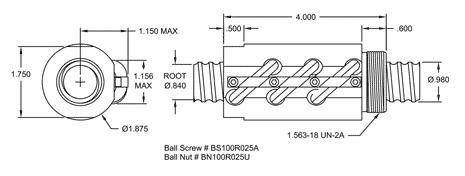 1.150 MAX
4.000
.500
.600
1.750
1.156
MAX
ROOT
Ø.840
Ø.980
Ø1.875
1.563-18 UN-2A
Ball Screw # BS100R025A
Ball Nut # BN100R025U